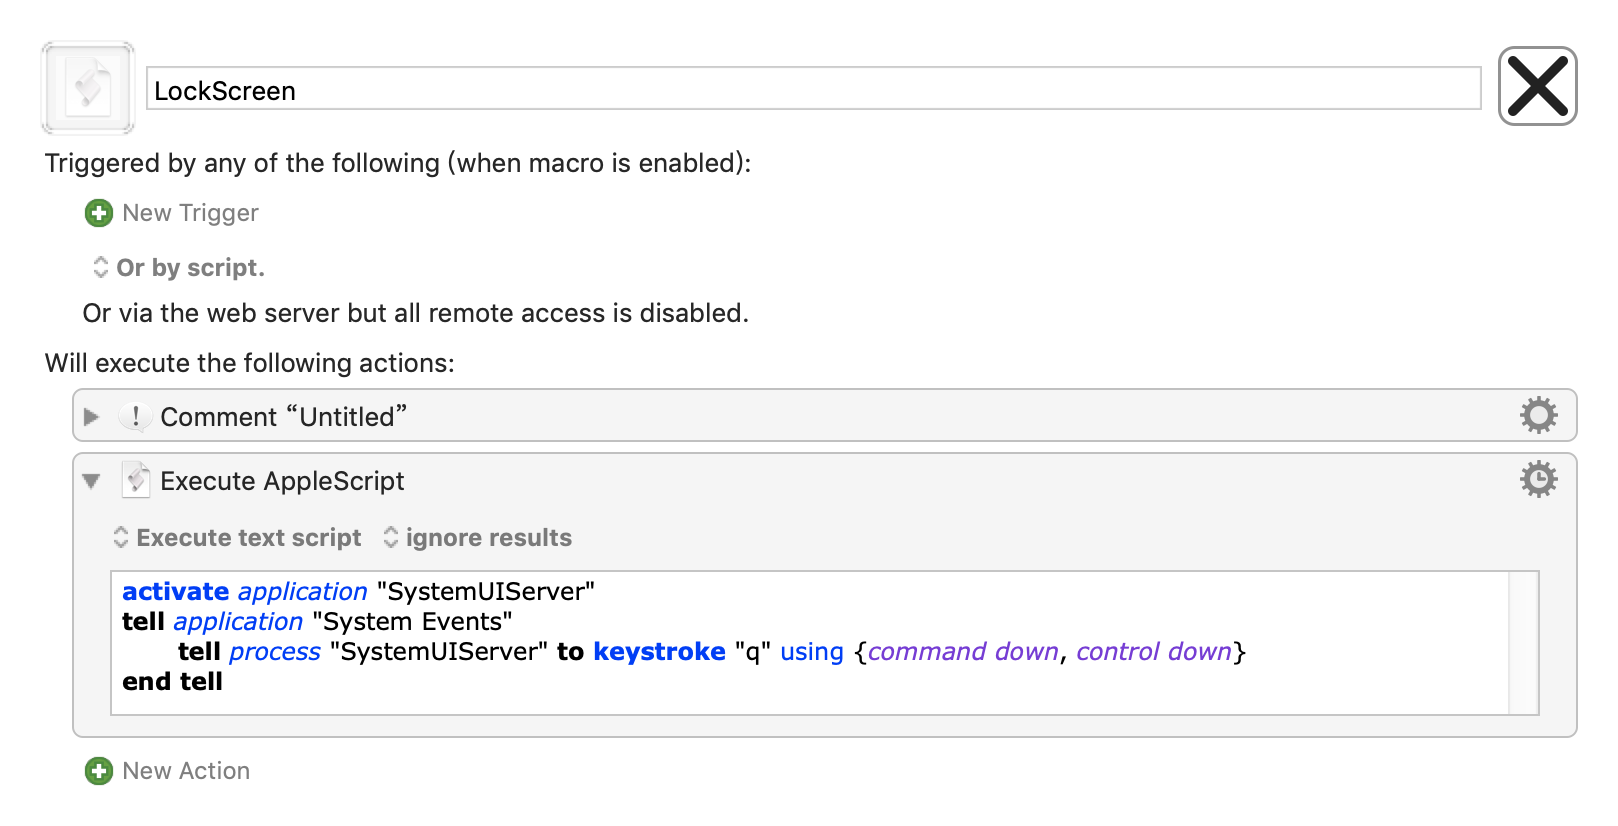 LockScreen
Triggered by any of the following (when macro is enabled):
New Trigger
Or by script.
Or via the web server but all remote access is disabled.
Will execute the following actions:
Comment “Untitled”
Execute AppleScript
Execute text script ignore results
activate application "SystemUIServer"
tell application "System Events"
tell process "SystemUIServer" to keystroke "q" using {command down, control down}
end tell
New Action